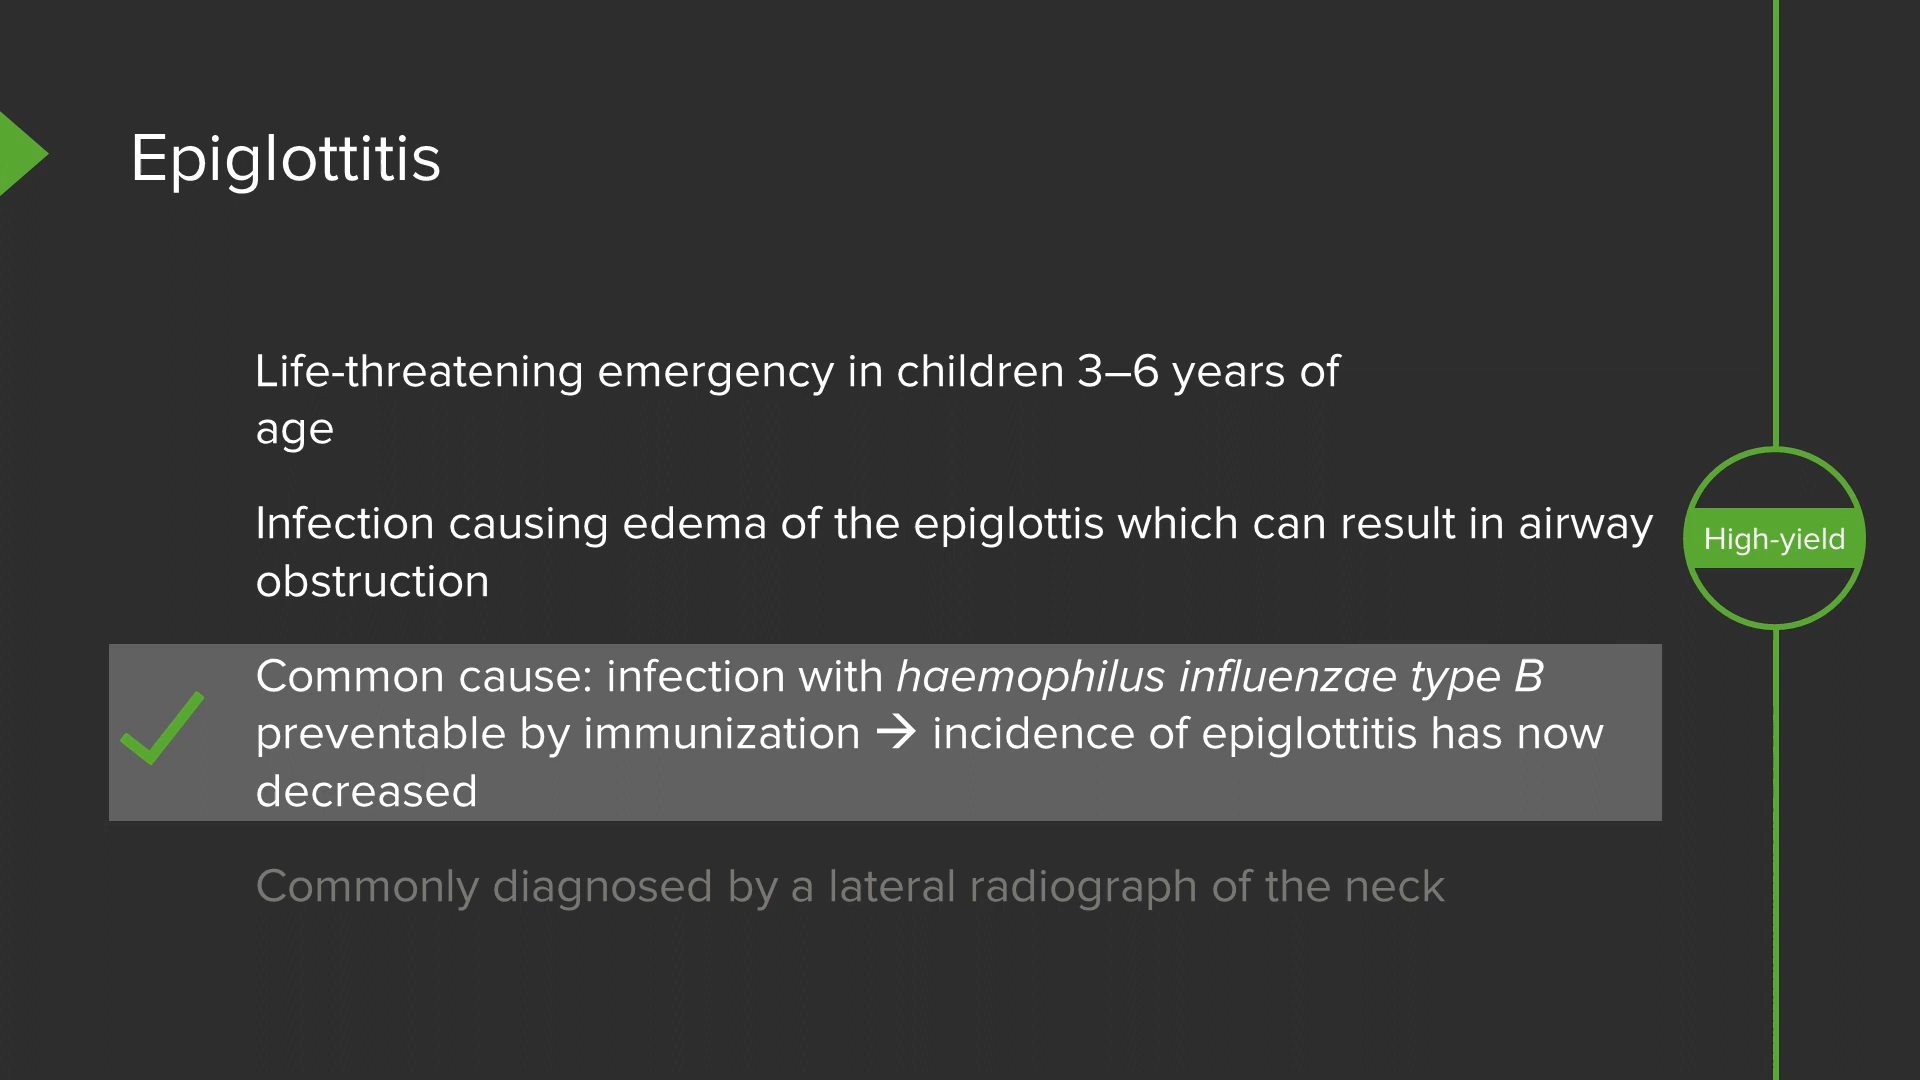 Epiglottitis
Life-threatening emergency in children 3–6 years of
age
Infection causing edema of the epiglottis which can result in airway
obstruction
High-yield
Common cause: infection with haemophilus influenzae type B
preventable by immunization → incidence of epiglottitis has now
decreased
Commonly diagnosed by a lateral radiograph of the neck